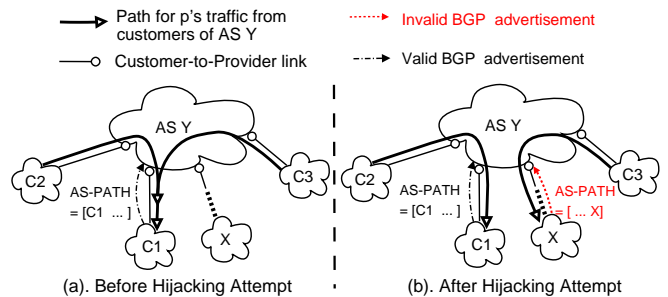 Path for p's traffic from
customers of AS Y
Customer-to-Provider link
Invalid BGP advertisement
Valid BGP advertisement
AS Y
C2
C3
AS-PATH
= [C1 ... ]
C1
X
(a). Before Hijacking Attempt
AS Y
C2
C3
AS-PATH
= [C1 ... ]
AS-PATH
= [ ... X]
C1
X
(b). After Hijacking Attempt